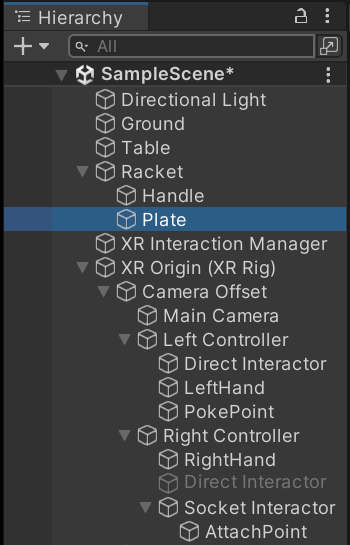 Hierarchy
All
SampleScene*
Directional Light
Ground
Table
Racket
Handle
Plate
XR Interaction Manager
XR Origin (XR Rig)
Camera Offset
Main Camera
Left Controller
Direct Interactor
LeftHand
PokePoint
Right Controller
RightHand
Direct Interactor
Socket Interactor
AttachPoint